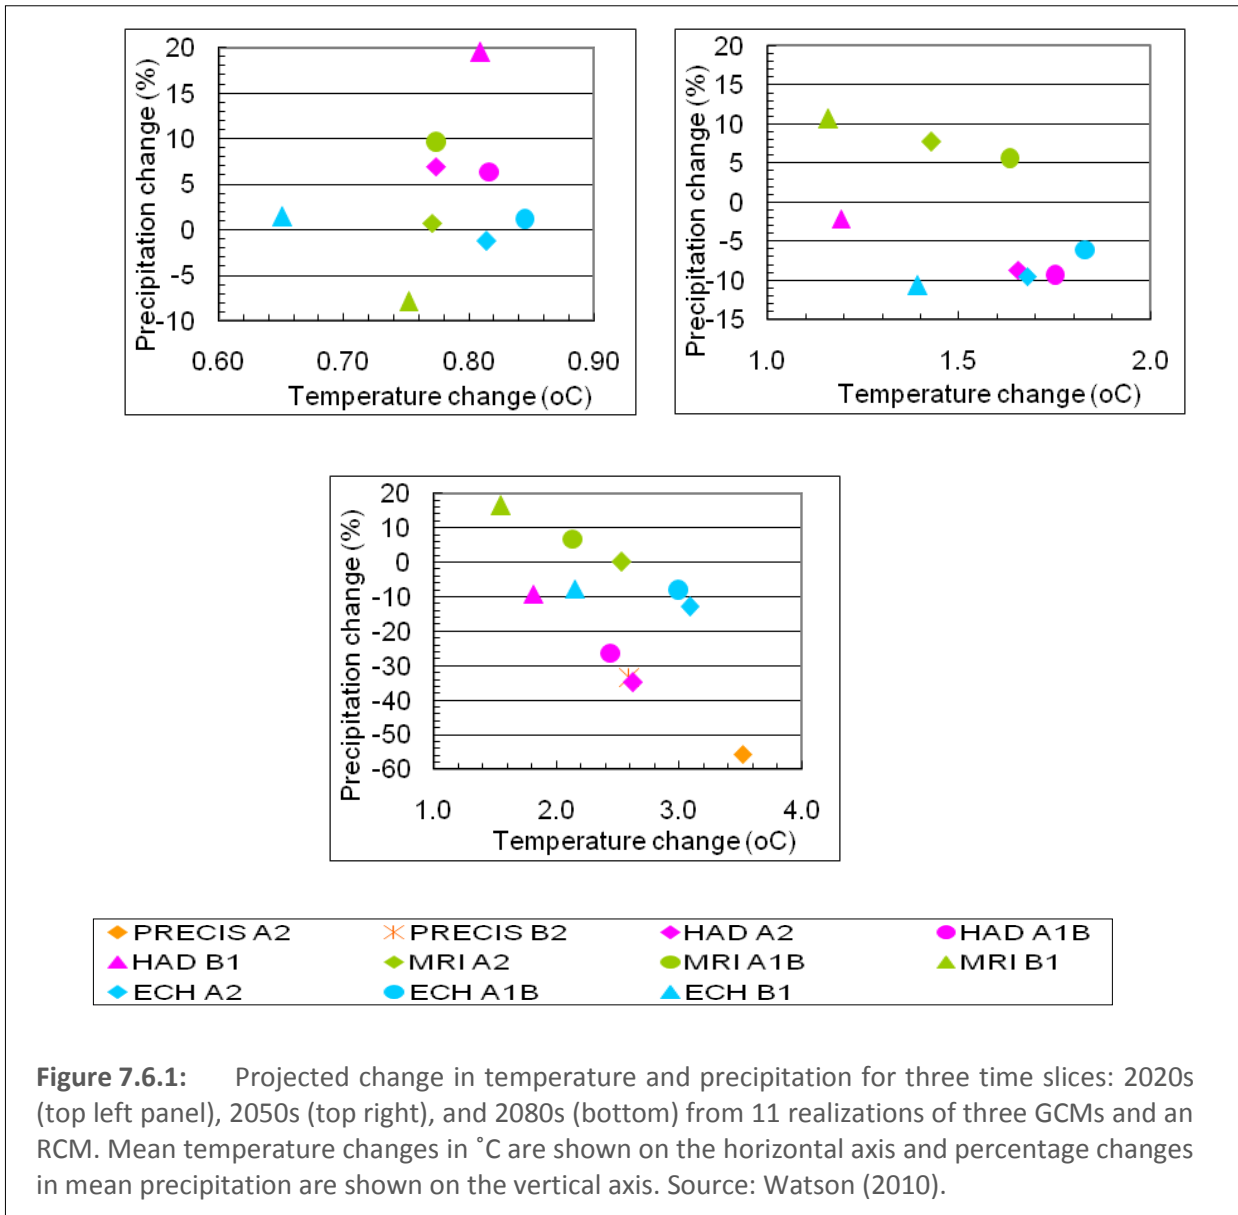 Precipitation change (%)
20
15
10
5
0
-5
-10
0.60 0.70 0.80 0.90
Temperature change (oC)
Precipitation change (%)
20
15
10
5
0
-5
-10
-15
1.0 1.5 2.0
Temperature change (oC)
Precipitation change (%)
20
10
0
-10
-20
-30
-40
-50
-60
1.0 2.0 3.0 4.0
Temperature change (oC)
PRECIS A2 PRECIS B2 HAD A2 HAD A1B
HAD B1 MRI A2 MRI A1B MRI B1
ECH A2 ECH A1B ECH B1
Figure 7.6.1: Projected change in temperature and precipitation for three time slices: 2020s
(top left panel), 2050s (top right), and 2080s (bottom) from 11 realizations of three GCMs and an
RCM. Mean temperature changes in ˚C are shown on the horizontal axis and percentage changes
in mean precipitation are shown on the vertical axis. Source: Watson (2010).